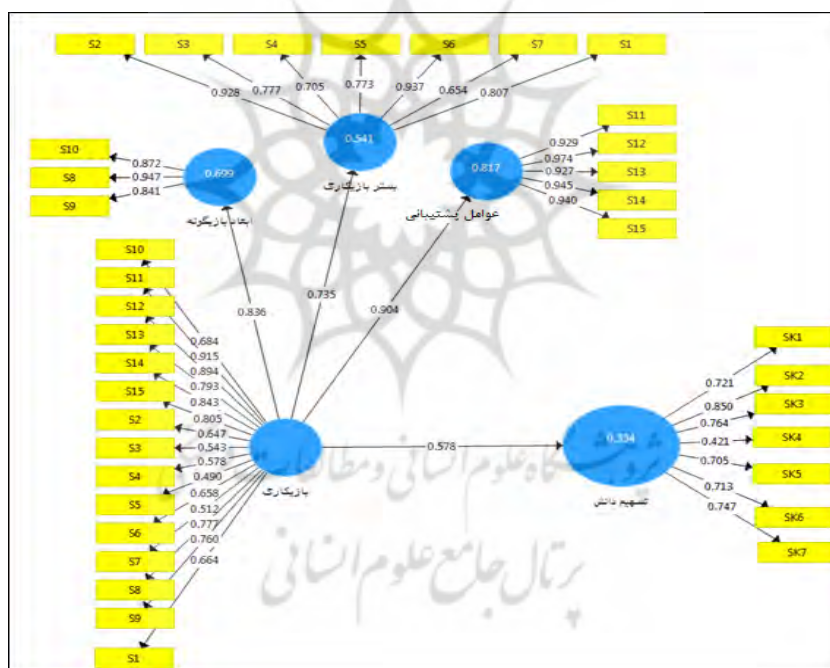 S2 S3 S4 S5 S6 S7 S1
0.928 0.777 0.705 0.773 0.937 0.654 0.807
0.541
بستر بازیکاری
S10
S8
S9
0.872
0.947
0.841
0.699
ابعاد بازیگونه
0.817
عوامل پشتیبانی
0.929
0.974
0.927
0.945
0.940
S11
S12
S13
S14
S15
0.836
0.735
0.904
S10
S11
S12
S13
S14
S15
S2
S3
S4
S5
S6
S7
S8
S9
S1
0.684
0.915
0.894
0.793
0.843
0.805
0.647
0.543
0.578
0.490
0.658
0.512
0.777
0.760
0.664
بازیکاری
0.578
0.334
تسهیم دانش
0.721
0.850
0.764
0.421
0.705
0.713
0.747
SK1
SK2
SK3
SK4
SK5
SK6
SK7
پژوهشگاه علوم انسانی و مطالعات
پرتال جامع علوم انسانی